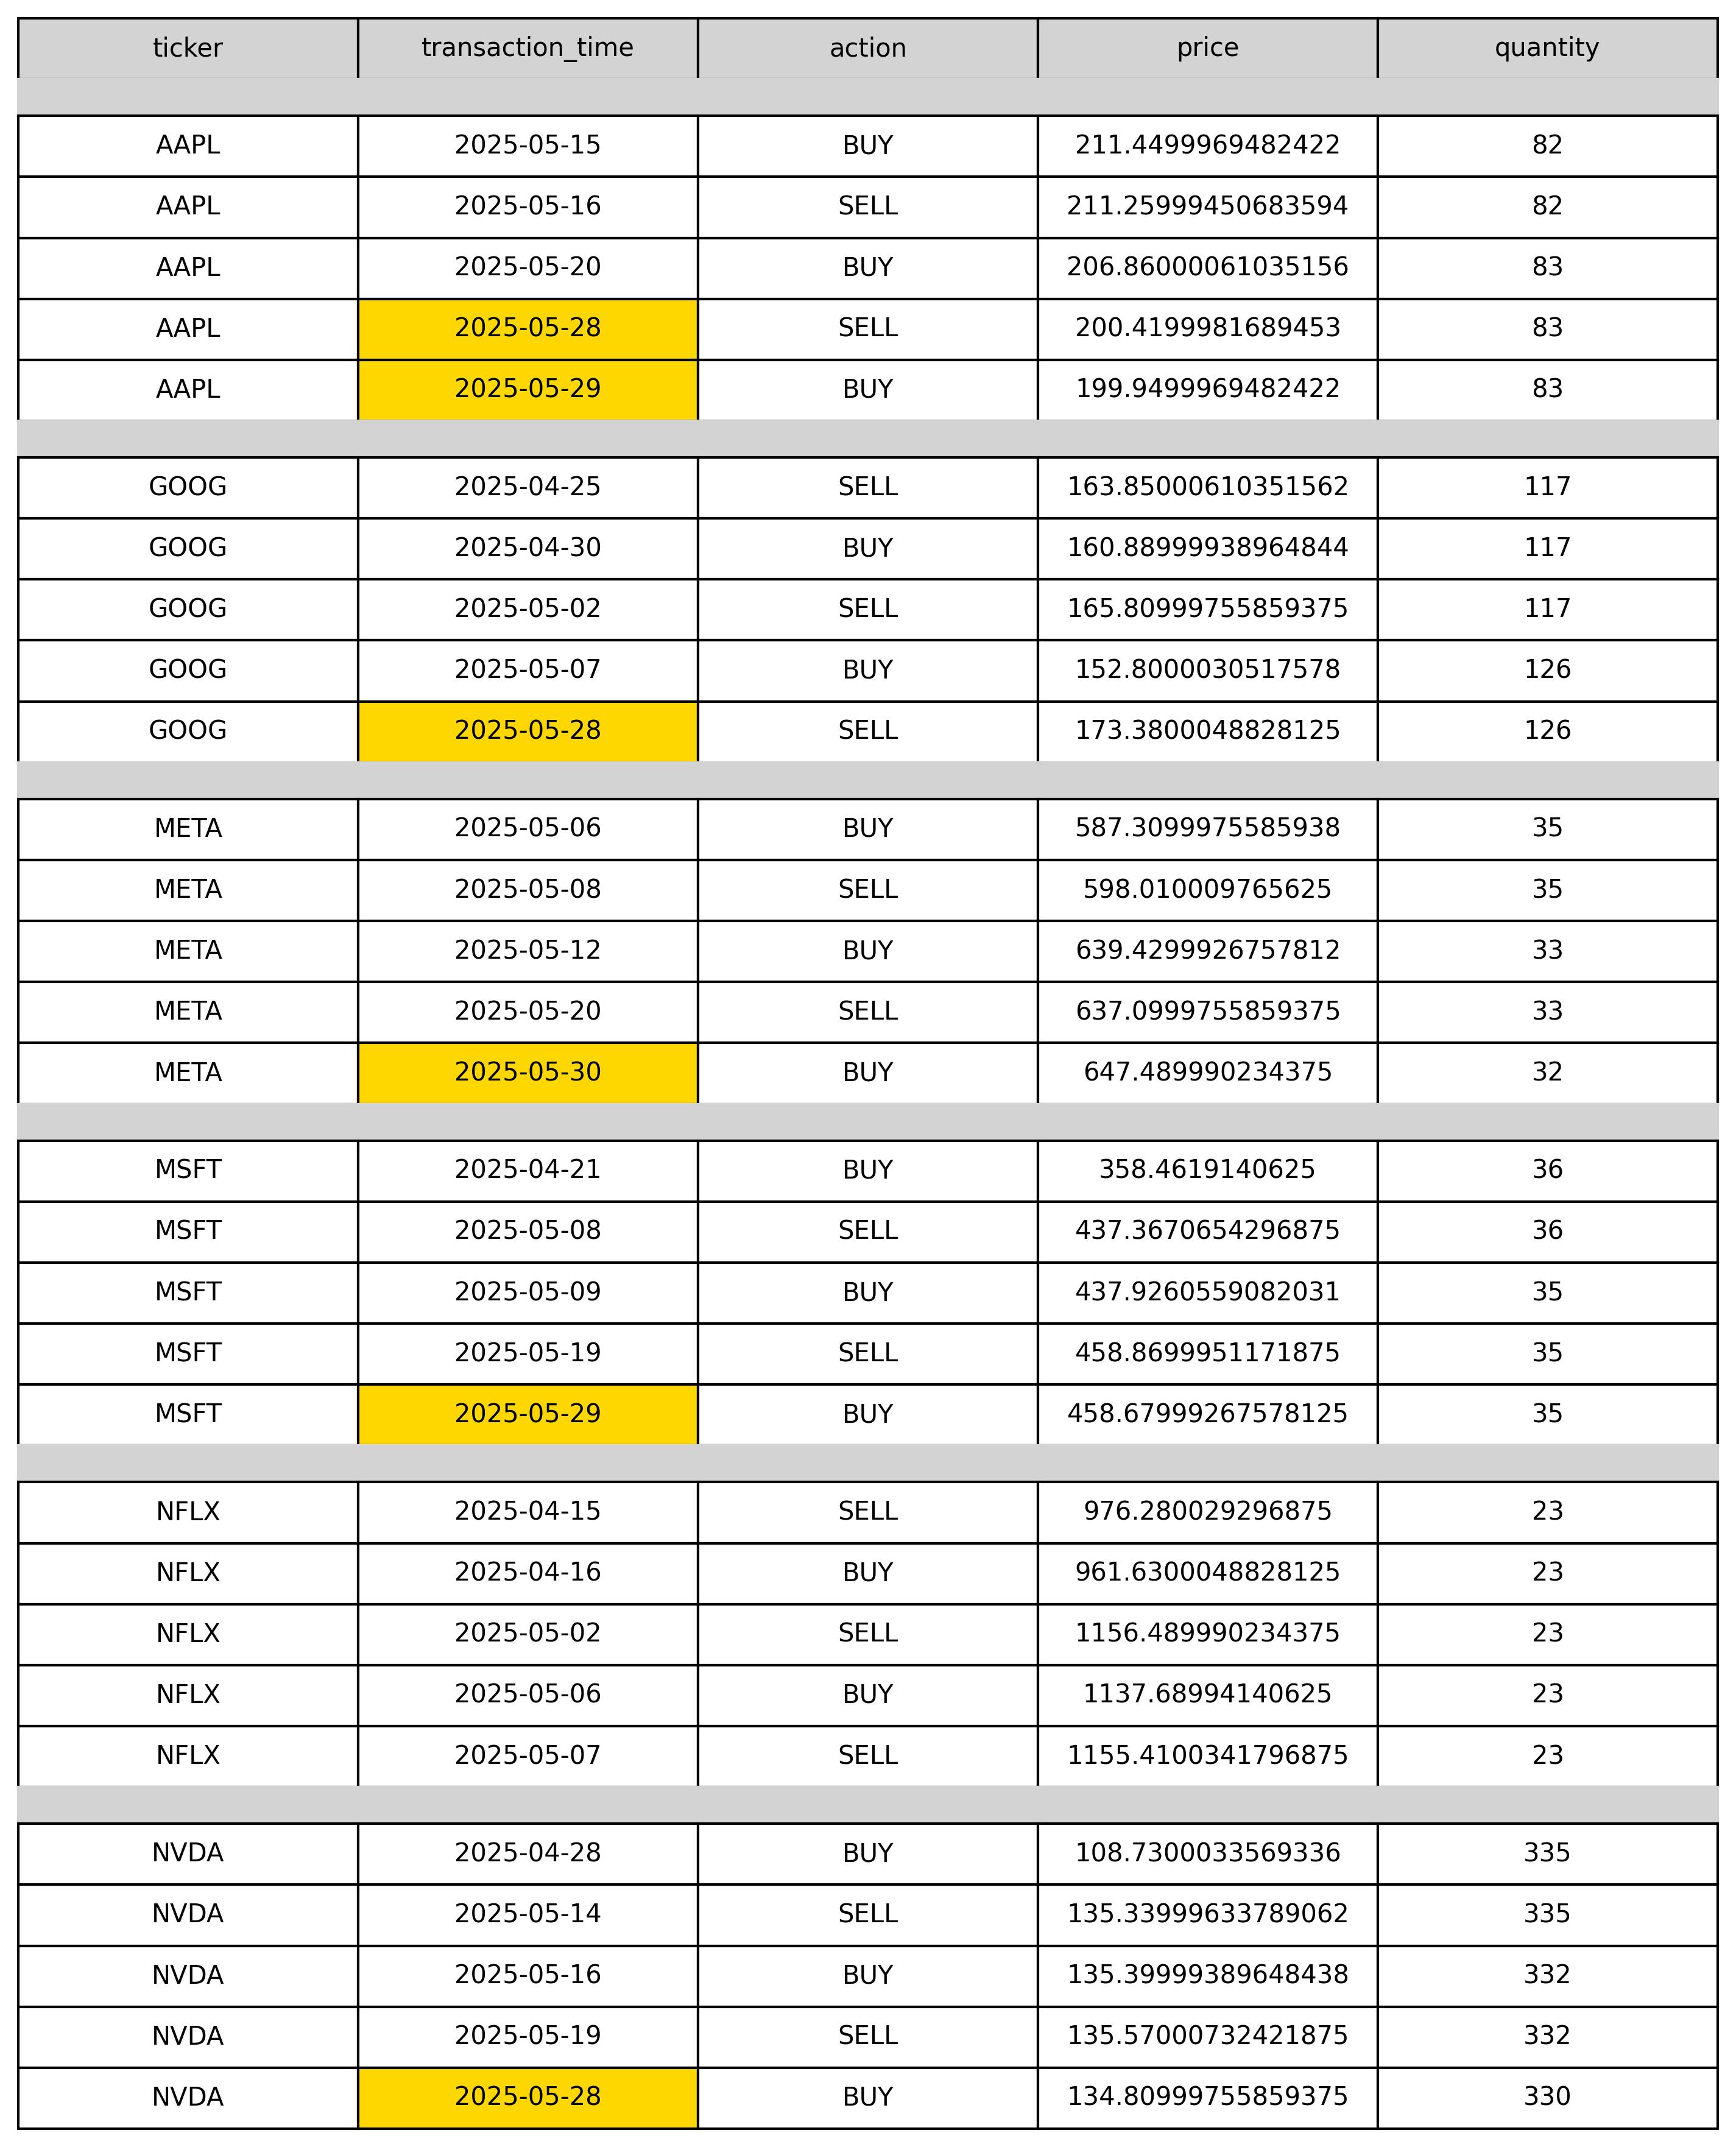 ticker transaction_time action price quantity
AAPL 2025-05-15 BUY 211.4499969482422 82
AAPL 2025-05-16 SELL 211.25999450683594 82
AAPL 2025-05-20 BUY 206.86000061035156 83
AAPL 2025-05-28 SELL 200.4199981689453 83
AAPL 2025-05-29 BUY 199.9499969482422 83
GOOG 2025-04-25 SELL 163.85000610351562 117
GOOG 2025-04-30 BUY 160.88999938964844 117
GOOG 2025-05-02 SELL 165.80999755859375 117
GOOG 2025-05-07 BUY 152.8000030517578 126
GOOG 2025-05-28 SELL 173.3800048828125 126
META 2025-05-06 BUY 587.3099975585938 35
META 2025-05-08 SELL 598.010009765625 35
META 2025-05-12 BUY 639.4299926757812 33
META 2025-05-20 SELL 637.0999755859375 33
META 2025-05-30 BUY 647.489990234375 32
MSFT 2025-04-21 BUY 358.4619140625 36
MSFT 2025-05-08 SELL 437.3670654296875 36
MSFT 2025-05-09 BUY 437.9260559082031 35
MSFT 2025-05-19 SELL 458.8699951171875 35
MSFT 2025-05-29 BUY 458.67999267578125 35
NFLX 2025-04-15 SELL 976.280029296875 23
NFLX 2025-04-16 BUY 961.6300048828125 23
NFLX 2025-05-02 SELL 1156.489990234375 23
NFLX 2025-05-06 BUY 1137.68994140625 23
NFLX 2025-05-07 SELL 1155.4100341796875 23
NVDA 2025-04-28 BUY 108.7300033569336 335
NVDA 2025-05-14 SELL 135.33999633789062 335
NVDA 2025-05-16 BUY 135.39999389648438 332
NVDA 2025-05-19 SELL 135.57000732421875 332
NVDA 2025-05-28 BUY 134.80999755859375 330